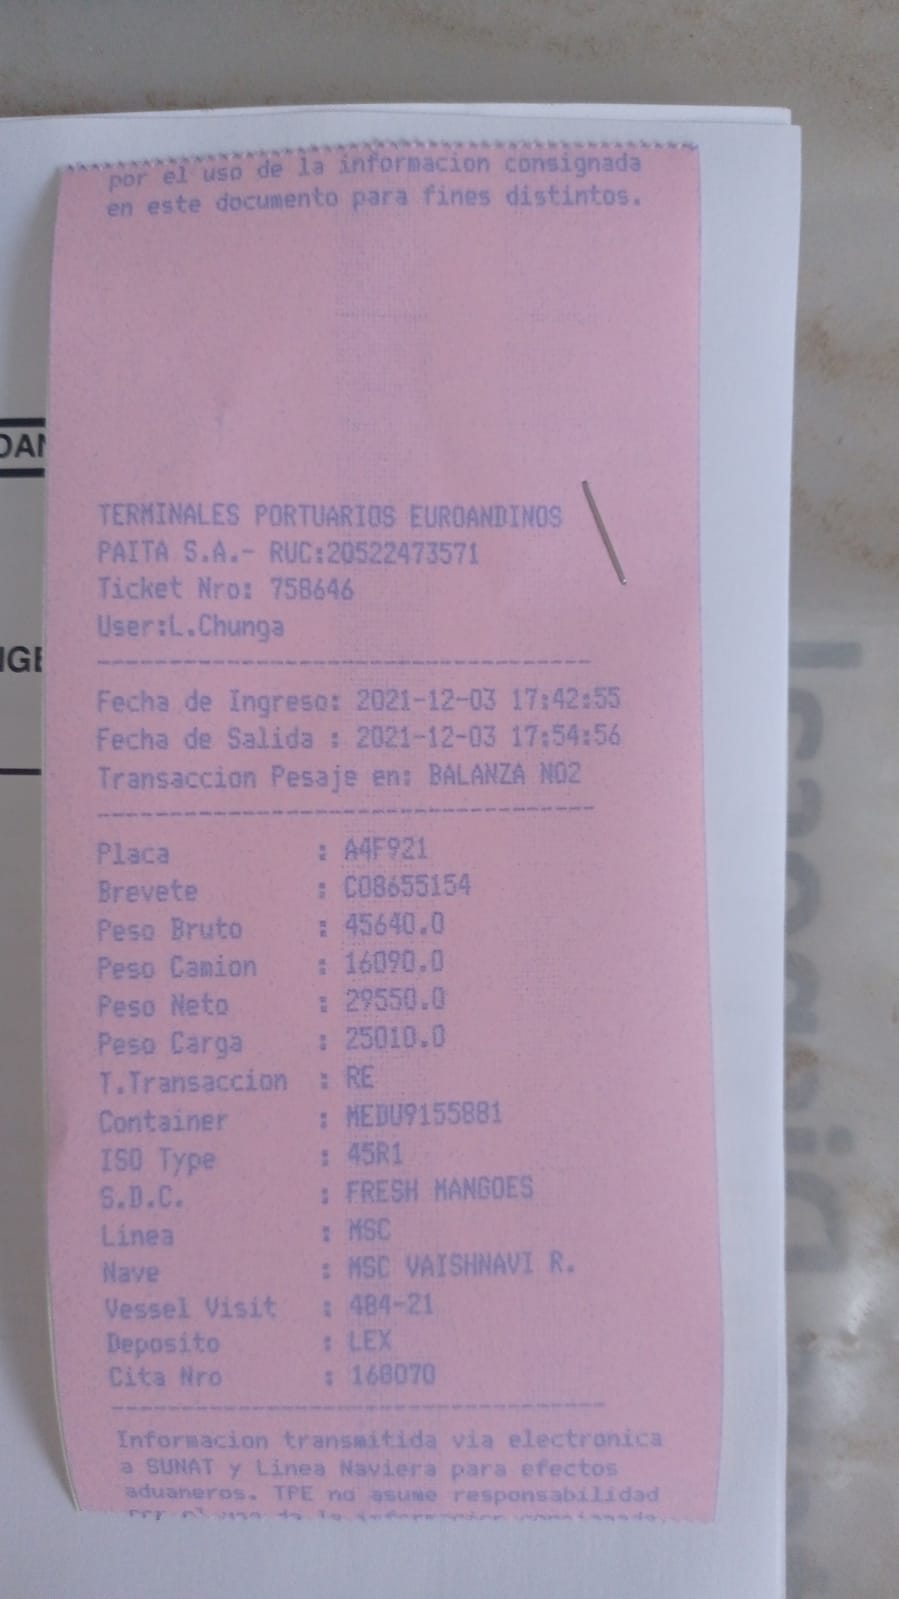 por el uso de la informacion consignada
en este documento para fines distintos.
TERMINALES PORTUARIOS EUROANDINOS
PAITA S.A.- RUC:20522473571
Ticket Nro: 758646
User:L.Chunga
----------------------------------
Fecha de Ingreso: 2021-12-03 17:42:55
Fecha de Salida : 2021-12-03 17:54:56
Transaccion Pesaje en: BALANZA NO2
----------------------------------
Placa : A4F921
Brevete : C08655154
Peso Bruto : 45640.0
Peso Camion : 16090.0
Peso Neto : 29550.0
Peso Carga : 25010.0
T.Transaccion : RE
Container : MEDU9155881
ISO Type : 45R1
S.D.C. : FRESH MANGOES
Linea : MSC
Nave : MSC VAISHNAVI R.
Vessel Visit : 484-21
Deposito : LEX
Cita Nro : 168070
----------------------------------
Informacion transmitida via electronica
a SUNAT y Linea Naviera para efectos
aduaneros. TPE no asume responsabilidad